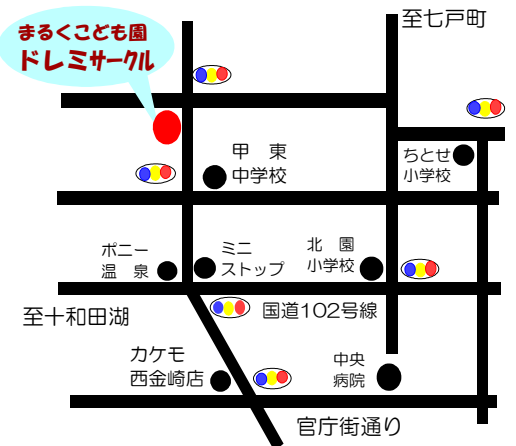 まるくこども園
ドレミサークル
至七戸町
甲　東
中学校
ちとせ
小学校
ポニー
温　泉
ミニ
ストップ
北　園
小学校
国道102号線
至十和田湖
カケモ
西金崎店
中央
病院
官庁街通り